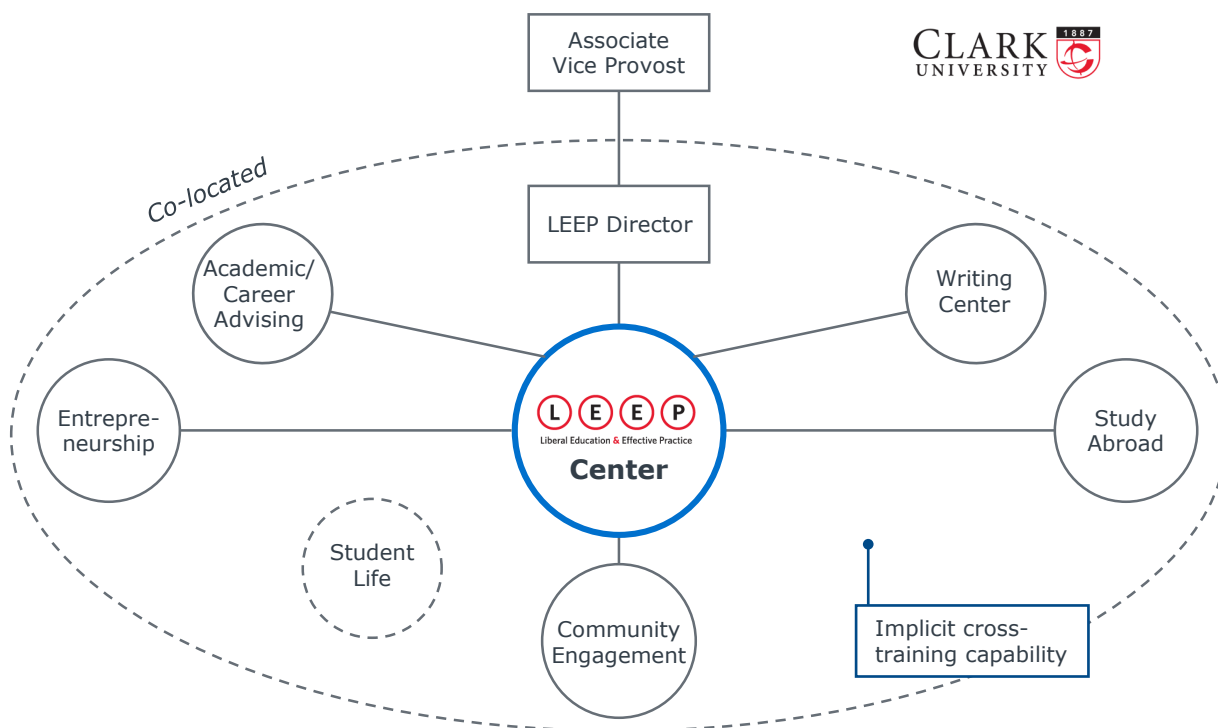 Associate
Vice Provost
CLARK
UNIVERSITY
1887
Co-located
LEEP Director
Academic/
Career
Advising
Writing
Center
Entrepre-
neurship
L E E P
Liberal Education & Effective Practice
Center
Study
Abroad
Student
Life
Community
Engagement
Implicit cross-
training capability